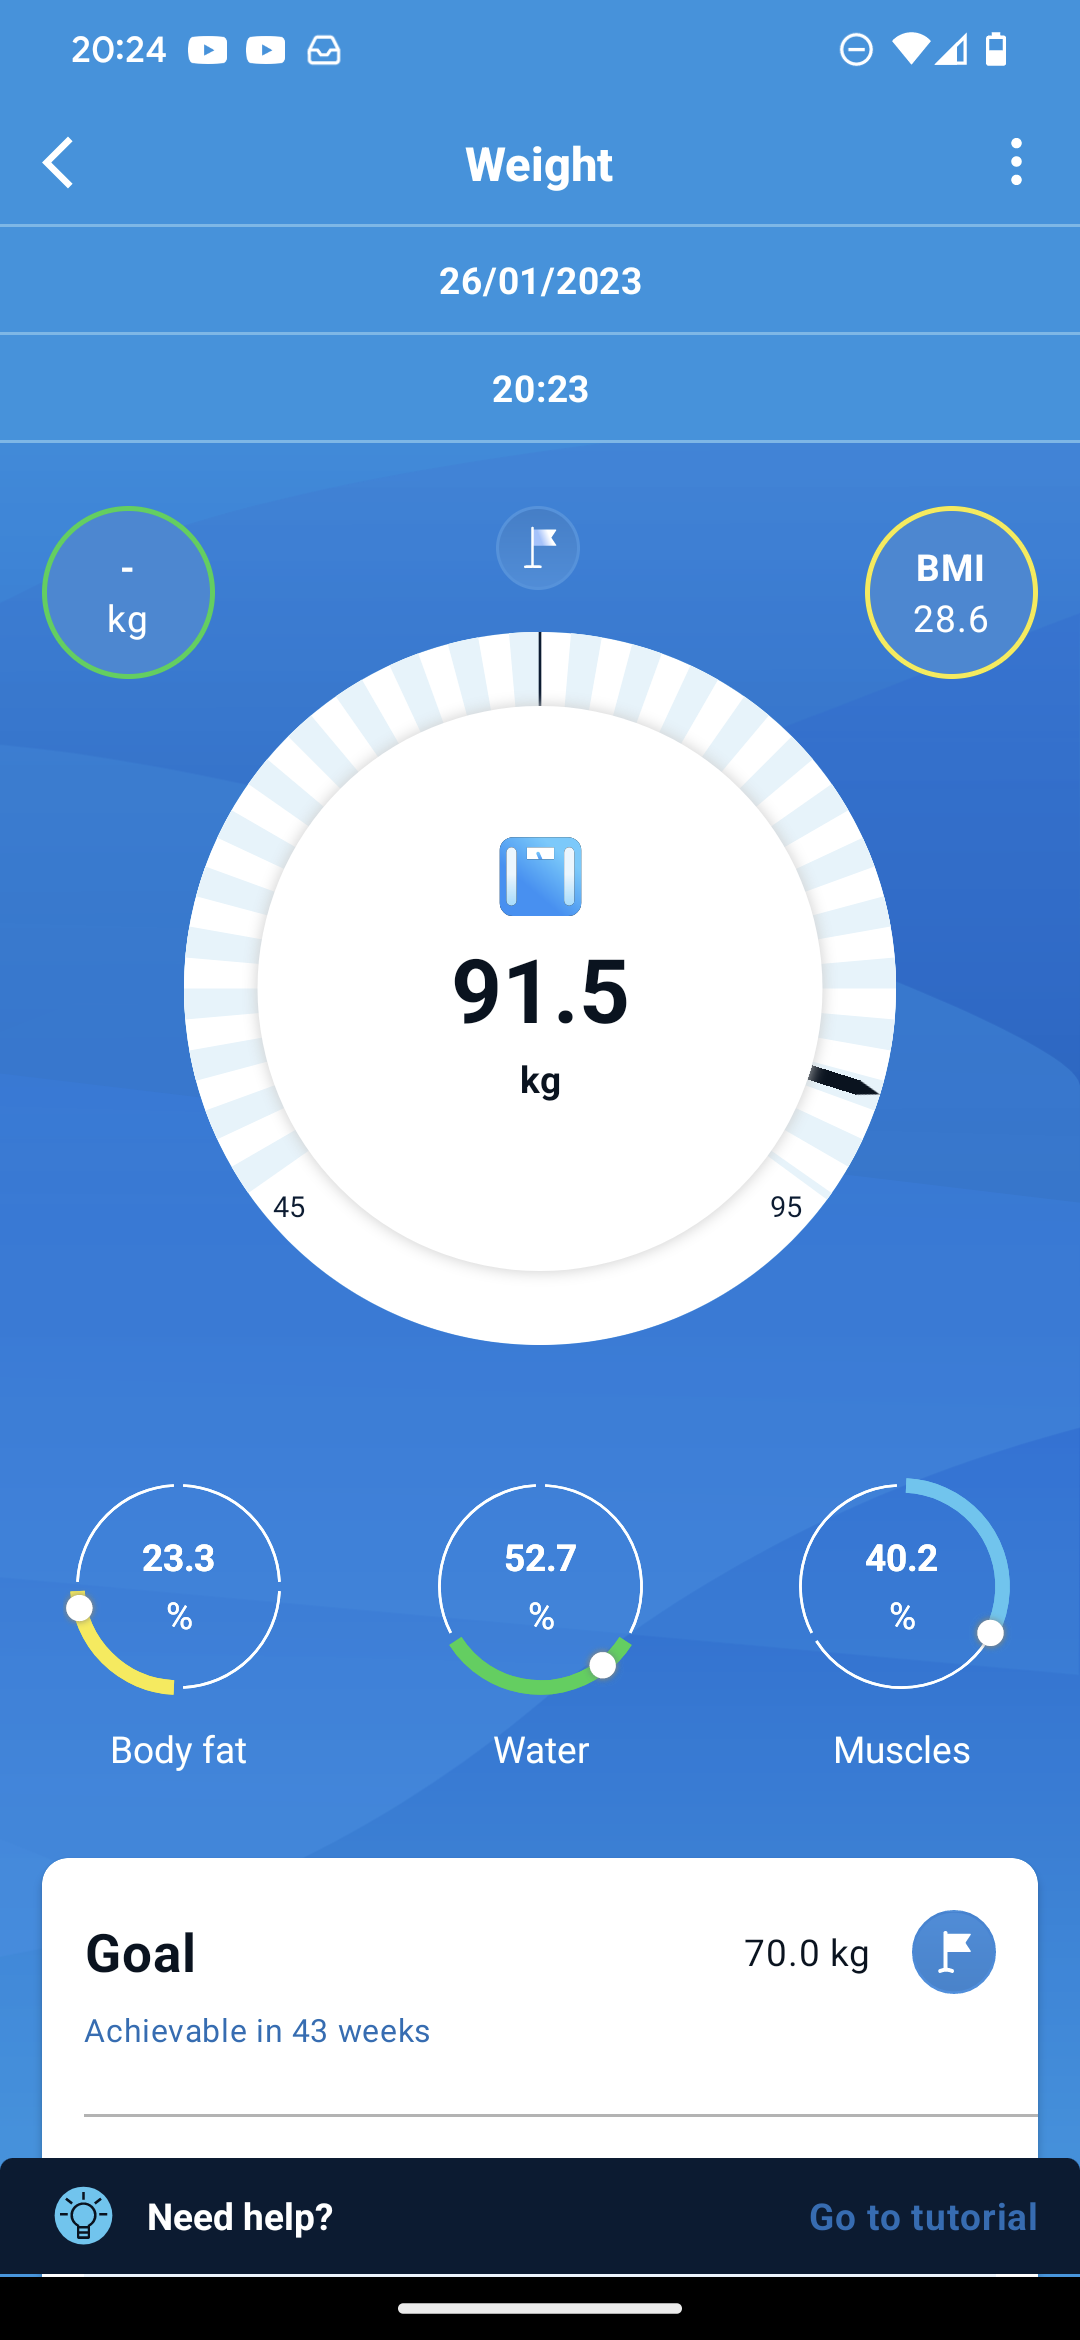 20:24
Weight
26/01/2023
20:23
-
kg
BMI
28.6
91.5
kg
45
95
23.3
%
Body fat
52.7
%
Water
40.2
%
Muscles
Goal
70.0 kg
Achievable in 43 weeks
Need help?
Go to tutorial